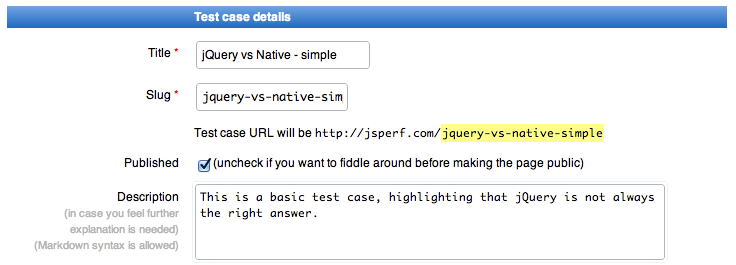 Test case details
Title * jQuery vs Native - simple
Slug * jquery-vs-native-sim
Test case URL will be http://jsperf.com/jquery-vs-native-simple
Published (uncheck if you want to fiddle around before making the page public)
Description
(in case you feel further
explanation is needed)
(Markdown syntax is allowed)
This is a basic test case, highlighting that jQuery is not always
the right answer.